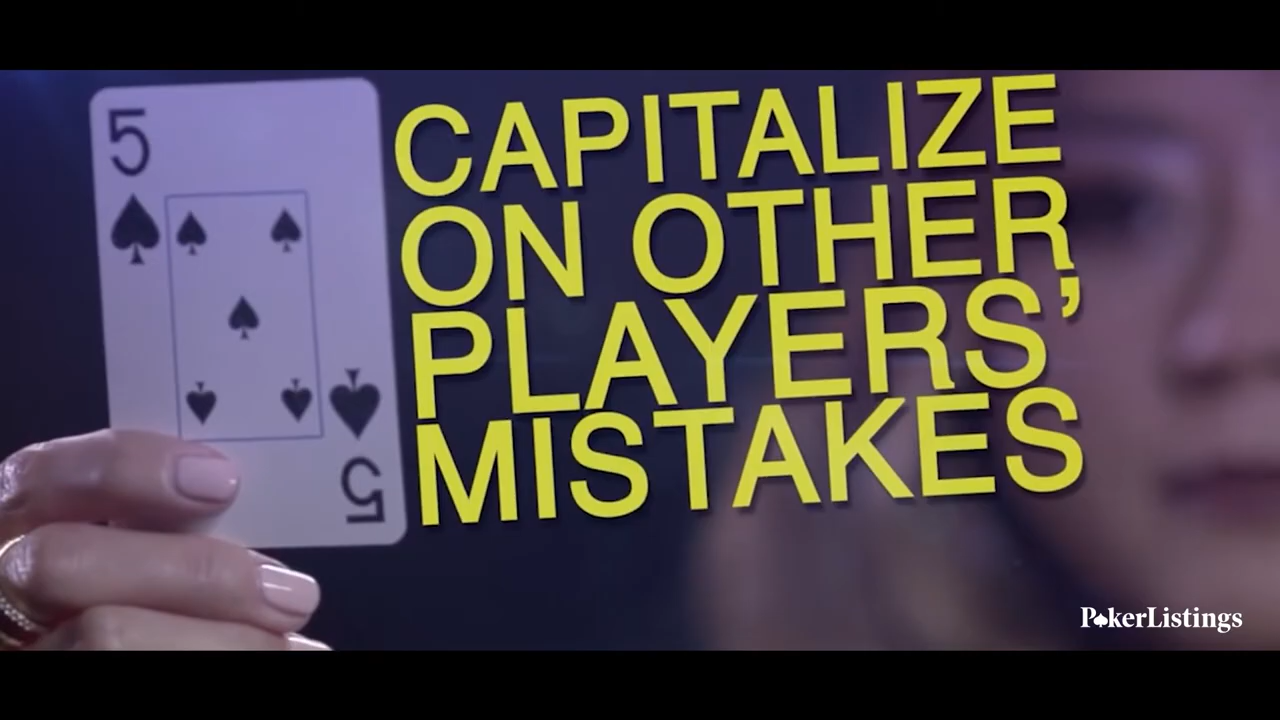 5
CAPITALIZE
ON OTHER
PLAYERS’
MISTAKES
5
PokerListings